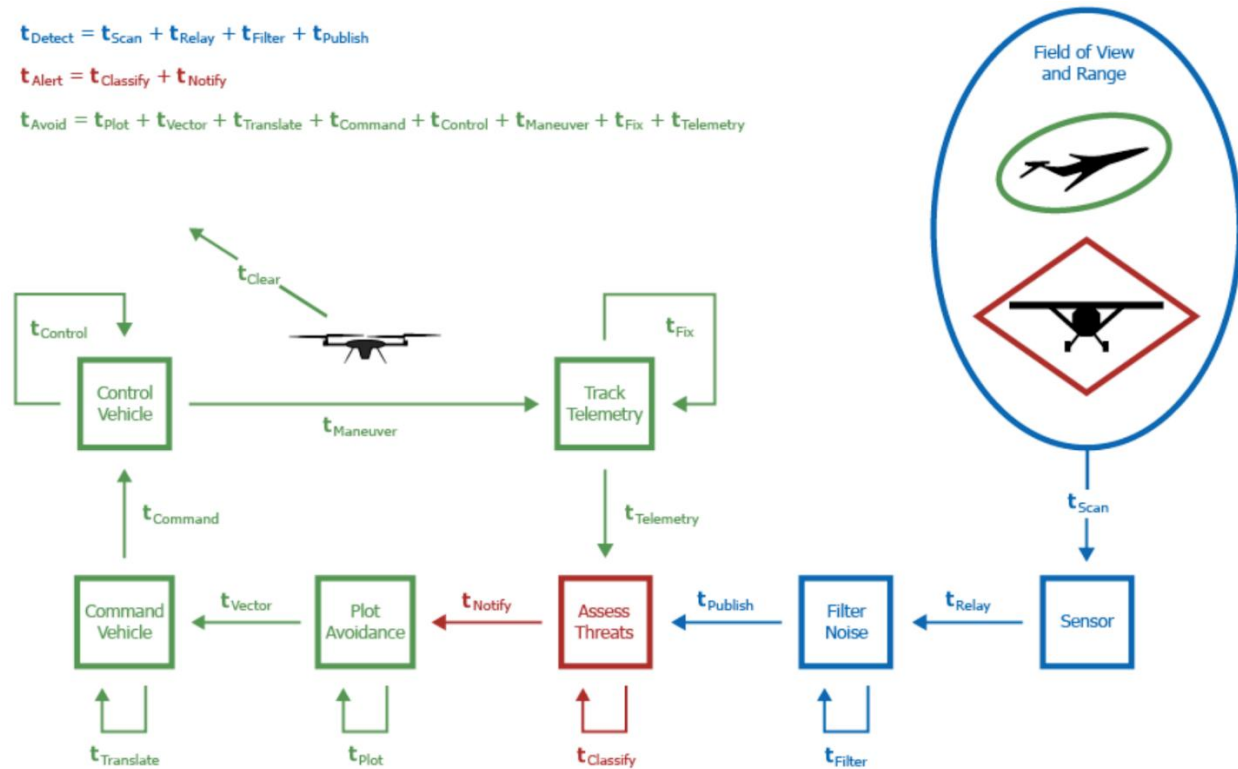 tDetect = tScan + tRelay + tFilter + tPublish
tAlert = tClassify + tNotify
tAvoid = tPlot + tVector + tTranslate + tCommand + tControl + tManeuver + tFix + tTelemetry
Field of View
and Range
tClear
tControl
tFix
Control
Vehicle
Track
Telemetry
tManeuver
tCommand
tTelemetry
tScan
Command
Vehicle
tVector
Plot
Avoidance
tNotify
Assess
Threats
tPublish
Filter
Noise
tRelay
Sensor
tTranslate
tPlot
tClassify
tFilter